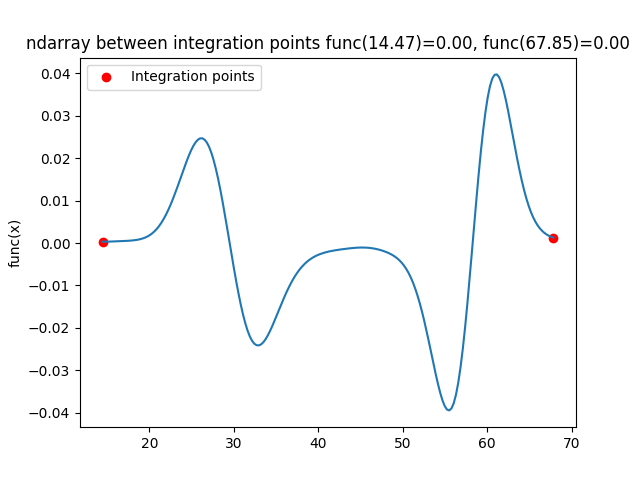 ndarray between integration points func(14.47)=0.00, func(67.85)=0.00
Integration points
func(x)
0.04
0.03
0.02
0.01
0.00
−0.01
−0.02
−0.03
−0.04
20 30 40 50 60 70